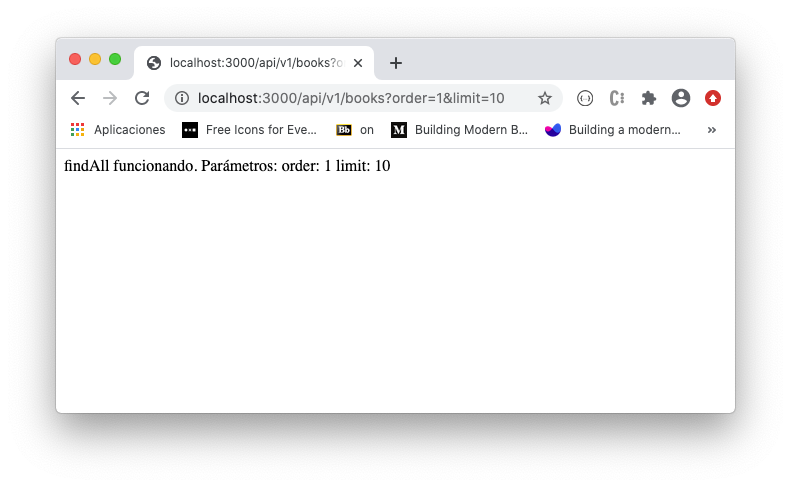 localhost:3000/api/v1/books?o
localhost:3000/api/v1/books?order=1&limit=10
Aplicaciones Free Icons for Eve... Bb on M Building Modern B... Building a modern... »
findAll funcionando. Parámetros: order: 1 limit: 10